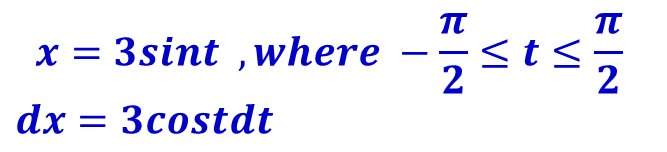 x = 3sint , where − π/2 ≤ t ≤ π/2
dx = 3costdt